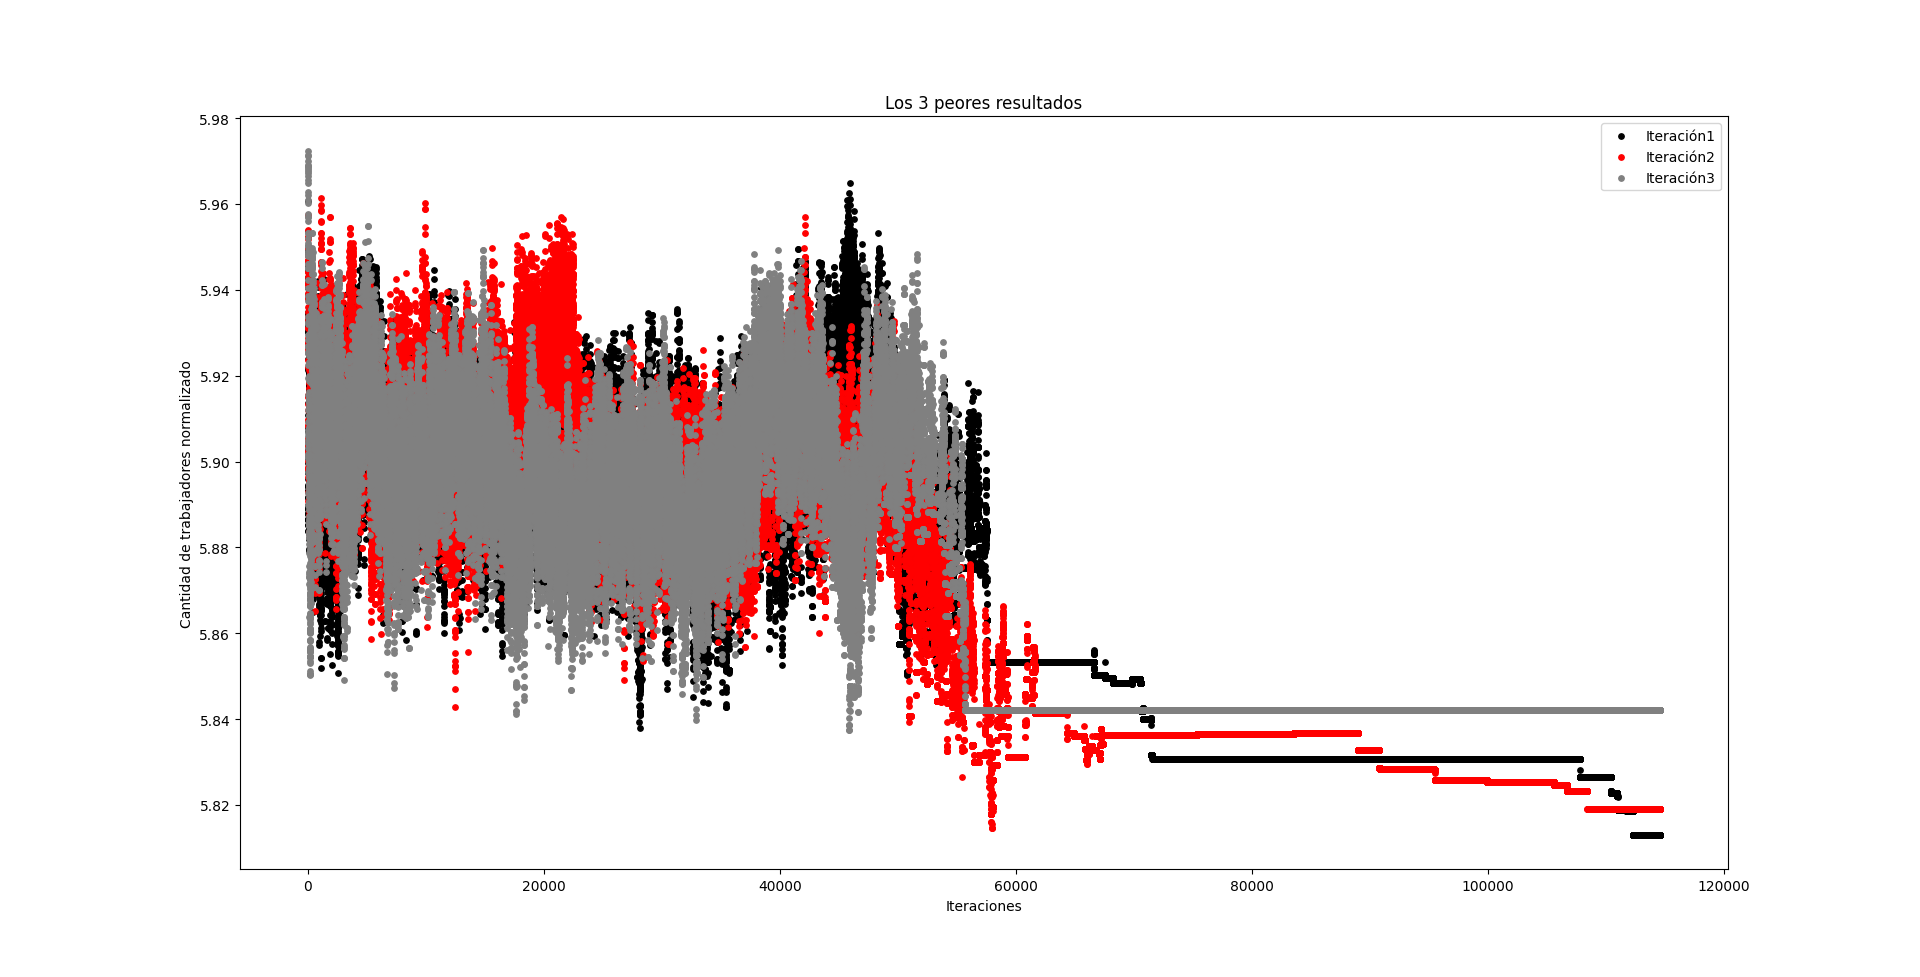 Los 3 peores resultados
Iteración1
Iteración2
Iteración3
5.98
5.96
5.94
5.92
5.90
5.88
5.86
5.84
5.82
Cantidad de trabajadores normalizado
0
20000
40000
60000
80000
100000
120000
Iteraciones